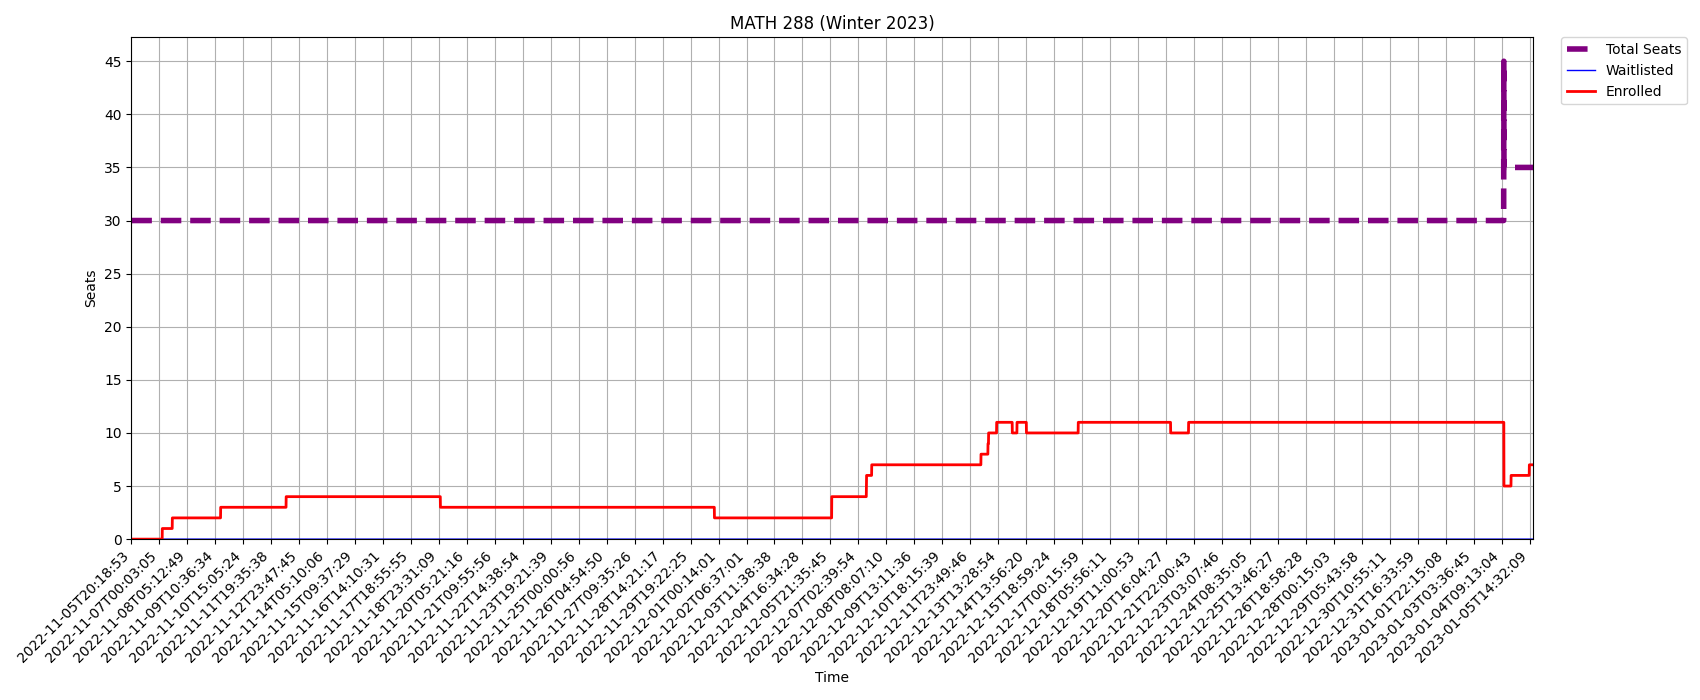 MATH 288 (Winter 2023)
Total Seats
Waitlisted
Enrolled
Seats
45
40
35
30
25
20
15
10
5
0
2022-11-05T20:18:53
2022-11-07T00:03:05
2022-11-08T05:12:49
2022-11-09T10:36:34
2022-11-10T15:05:24
2022-11-11T19:35:38
2022-11-12T23:47:45
2022-11-14T05:10:06
2022-11-15T09:37:29
2022-11-16T14:10:31
2022-11-17T18:55:55
2022-11-18T23:31:09
2022-11-20T05:21:16
2022-11-21T09:55:56
2022-11-22T14:38:54
2022-11-23T19:21:39
2022-11-25T00:00:56
2022-11-26T04:54:50
2022-11-27T09:35:26
2022-11-28T14:21:17
2022-11-29T19:22:25
2022-12-01T00:14:01
2022-12-02T06:37:01
2022-12-03T11:38:38
2022-12-04T16:34:28
2022-12-05T21:35:45
2022-12-07T02:39:54
2022-12-08T08:07:10
2022-12-09T13:11:36
2022-12-10T18:15:39
2022-12-11T23:49:46
2022-12-13T13:28:54
2022-12-14T13:56:20
2022-12-15T18:59:24
2022-12-17T00:15:59
2022-12-18T05:56:11
2022-12-19T11:00:53
2022-12-20T16:04:27
2022-12-21T22:00:43
2022-12-23T03:07:46
2022-12-24T08:35:05
2022-12-25T13:46:27
2022-12-26T18:58:28
2022-12-28T00:15:03
2022-12-29T05:43:58
2022-12-30T10:55:11
2022-12-31T16:33:59
2023-01-01T22:15:08
2023-01-03T03:36:45
2023-01-04T09:13:04
2023-01-05T14:32:09
Time